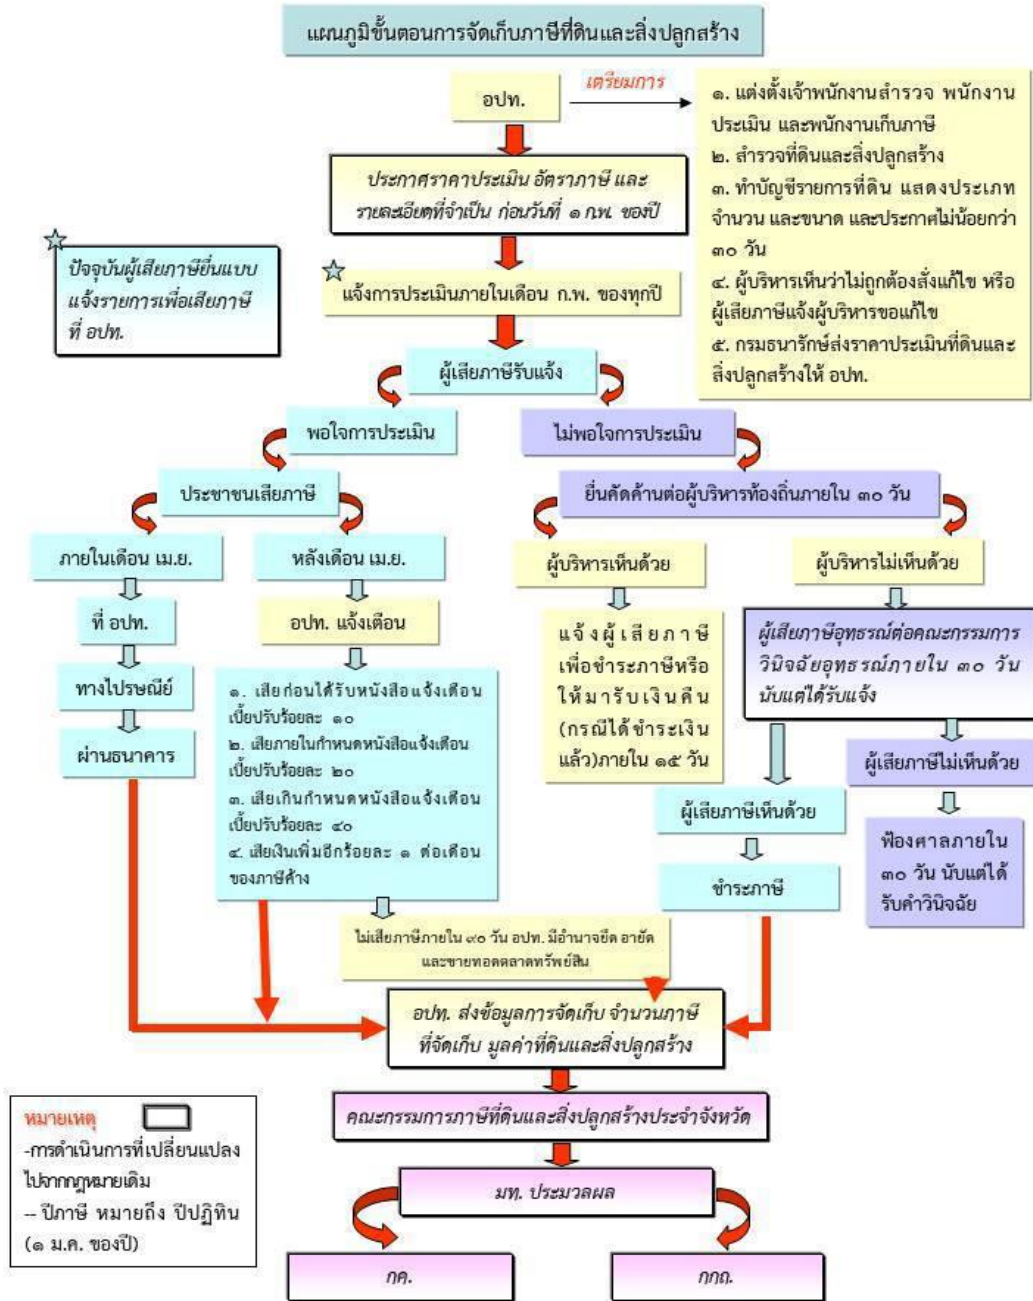 แผนภูมิขั้นตอนการจัดเก็บภาษีที่ดินและสิ่งปลูกสร้าง
อปท.
เตรียมการ
๑. แต่งตั้งเจ้าพนักงานสำรวจ พนักงาน
ประเมิน และพนักงานเก็บภาษี
๒. สำรวจที่ดินและสิ่งปลูกสร้าง
๓. ทำบัญชีรายการที่ดิน แสดงประเภท
จำนวน และขนาด และประกาศไม่น้อยกว่า
๓๐ วัน
๔. ผู้บริหารเห็นว่าไม่ถูกต้องสั่งแก้ไข หรือ
ผู้เสียภาษีแจ้งผู้บริหารขอแก้ไข
๕. กรมธนารักษ์ส่งราคาประเมินที่ดินและ
สิ่งปลูกสร้างให้ อปท.
ประกาศราคาประเมิน อัตราภาษี และ
รายละเอียดที่จำเป็น ก่อนวันที่ ๑ ก.พ. ของปี
ปัจจุบันผู้เสียภาษียื่นแบบ
แจ้งรายการเพื่อเสียภาษี
ที่ อปท.
แจ้งการประเมินภายในเดือน ก.พ. ของทุกปี
ผู้เสียภาษีรับแจ้ง
พอใจการประเมิน
ไม่พอใจการประเมิน
ประชาชนเสียภาษี
ยื่นคัดค้านต่อผู้บริหารท้องถิ่นภายใน ๓๐ วัน
ภายในเดือน เม.ย.
หลังเดือน เม.ย.
ผู้บริหารเห็นด้วย
ผู้บริหารไม่เห็นด้วย
ที่ อปท.
อปท. แจ้งเตือน
แจ้งผู้เสียภาษี
เพื่อชำระภาษีหรือ
ให้มารับเงินคืน
(กรณีได้ชำระเงิน
แล้ว)ภายใน ๑๕ วัน
ผู้เสียภาษีอุทธรณ์ต่อคณะกรรมการ
วินิจฉัยอุทธรณ์ภายใน ๓๐ วัน
นับแต่ได้รับแจ้ง
ทางไปรษณีย์
ผ่านธนาคาร
๑. เสียก่อนได้รับหนังสือแจ้งเตือน
เบี้ยปรับร้อยละ ๑๐
๒. เสียภายในกำหนดหนังสือแจ้งเตือน
เบี้ยปรับร้อยละ ๒๐
๓. เสียเกินกำหนดหนังสือแจ้งเตือน
เบี้ยปรับร้อยละ ๔๐
๔. เสียเงินเพิ่มอีกร้อยละ ๑ ต่อเดือน
ของภาษีค้าง
ผู้เสียภาษีเห็นด้วย
ผู้เสียภาษีไม่เห็นด้วย
ชำระภาษี
ฟ้องศาลภายใน
๓๐ วัน นับแต่ได้
รับคำวินิจฉัย
ไม่เสียภาษีภายใน ๙๐ วัน อปท. มีอำนาจยึด อายัด
และขายทอดตลาดทรัพย์สิน
อปท. ส่งข้อมูลการจัดเก็บ จำนวนภาษี
ที่จัดเก็บ มูลค่าที่ดินและสิ่งปลูกสร้าง
คณะกรรมการภาษีที่ดินและสิ่งปลูกสร้างประจำจังหวัด
มท. ประมวลผล
กค.
กกถ.
หมายเหตุ
-การดำเนินการที่เปลี่ยนแปลง
ไปจากกฎหมายเดิม
-- ปีภาษี หมายถึง ปีปฏิทิน
(๑ ม.ค. ของปี)